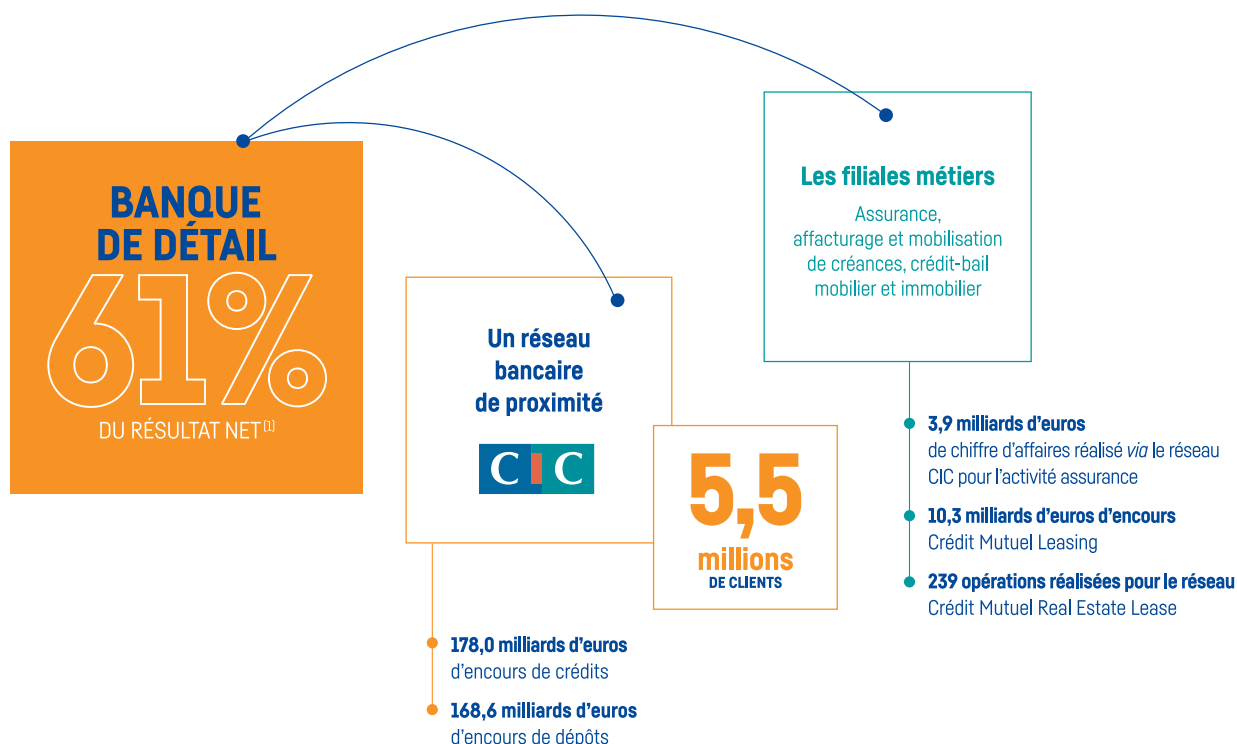 BANQUE
DE DÉTAIL
61%
DU RÉSULTAT NET(1)
Un réseau
bancaire
de proximité
CIC
5,5
millions
DE CLIENTS
178,0 milliards d'euros
d'encours de crédits
168,6 milliards d'euros
d'encours de dépôts
Les filiales métiers
Assurance,
affacturage et mobilisation
de créances, crédit-bail
mobilier et immobilier
3,9 milliards d'euros
de chiffre d'affaires réalisé via le réseau
CIC pour l'activité assurance
10,3 milliards d'euros d'encours
Crédit Mutuel Leasing
239 opérations réalisées pour le réseau
Crédit Mutuel Real Estate Lease